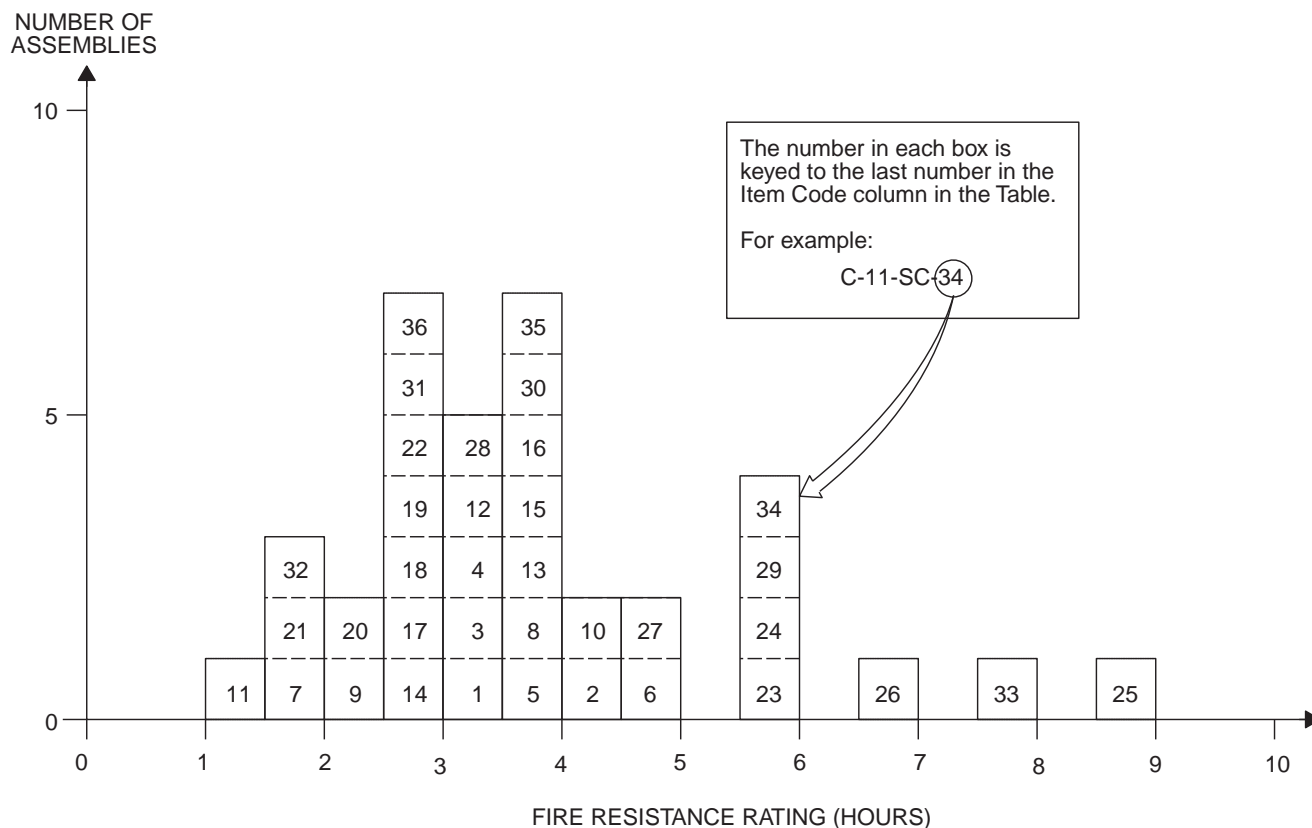 NUMBER OF
ASSEMBLIES
10
The number in each box is
keyed to the last number in the
Item Code column in the Table.
For example:
C-11-SC-34
36 35
31 30
5
22 28 16
19 12 15 34
32 18 4 13 29
21 20 17 3 8 10 27 24
11 7 9 14 1 5 2 6 23 26 33 25
0
0 1 2 3 4 5 6 7 8 9 10
FIRE RESISTANCE RATING (HOURS)